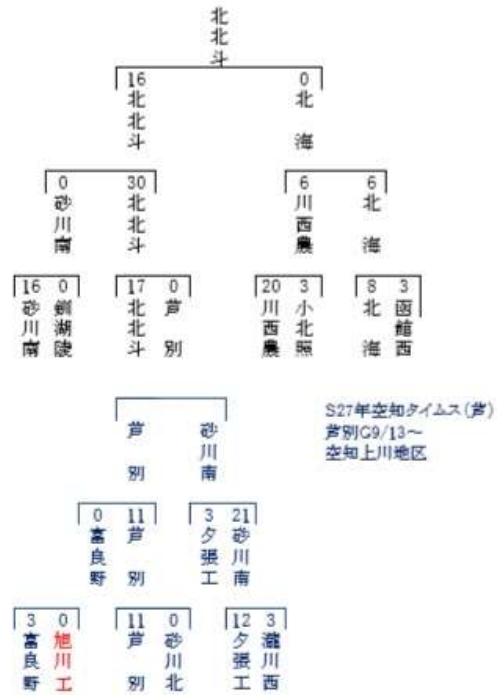 北北斗
16 0
北北斗 北海
0 30 6 6
砂川南 北北斗 川西農 北海
16 0 17 0 20 3 8 3
砂川南 釧湖陵 北北斗 芦別 川西農 小北照 北海 函館西
S27年空知タイムス(芦)
芦別G9/13～
空知上川地区
芦別 砂川南
0 11 3 21
富良野 芦別 夕張工 砂川南
3 0 11 0 12 3
富良野 旭川工 芦別 砂川北 夕張工 瀧川西